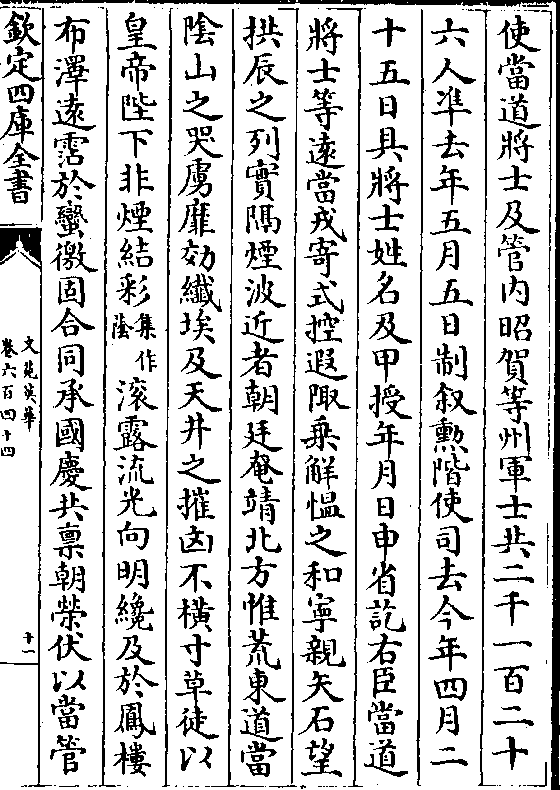 使當道將士及管内昭賀等州軍士共二千一百二十
六人準去年五月五日制叙勲階使司去今年四月二
十五日具將士姓名及甲授年月日申省訖右臣當道
將士等遠當戎寄式控遐陬乗解愠之和寧親矢石望
拱辰之列實隅煙波近者朝廷奄靖北方惟荒東道當
隂山之哭虜靡効纎埃及天井之摧凶不横寸草徒以
皇帝陛下非煙結彩集作隂滚露流光向明纔及於鳳樓
布澤遠霑於蠻徼固合同承國慶共禀朝榮伏以當管
欽定四庫全書
文苑英華
卷六百四十四
十一